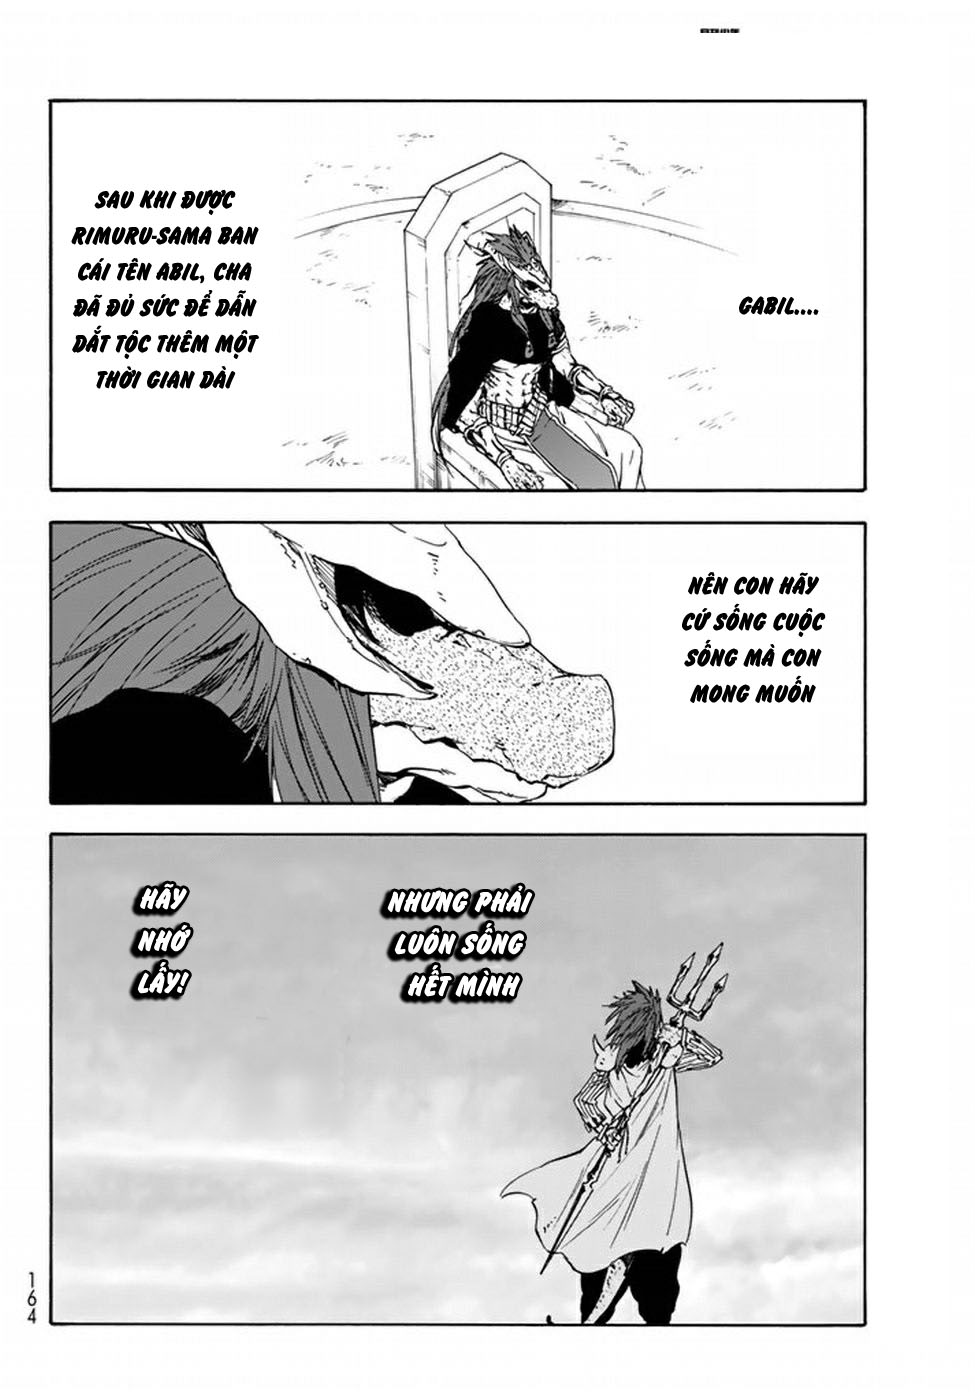 GABIL....
SAU KHI ĐƯỢC
RIMURU-SAMA BAN
CÁI TÊN ABIL, CHA
ĐÃ ĐỦ SỨC ĐỂ DẪN
DẮT TỘC THÊM MỘT
THỜI GIAN DÀI
NÊN CON HÃY
CỨ SỐNG CUỘC
SỐNG MÀ CON
MONG MUỐN
NHƯNG PHẢI
LUÔN SỐNG
HẾT MÌNH
HÃY
NHỚ
LẤY!
164